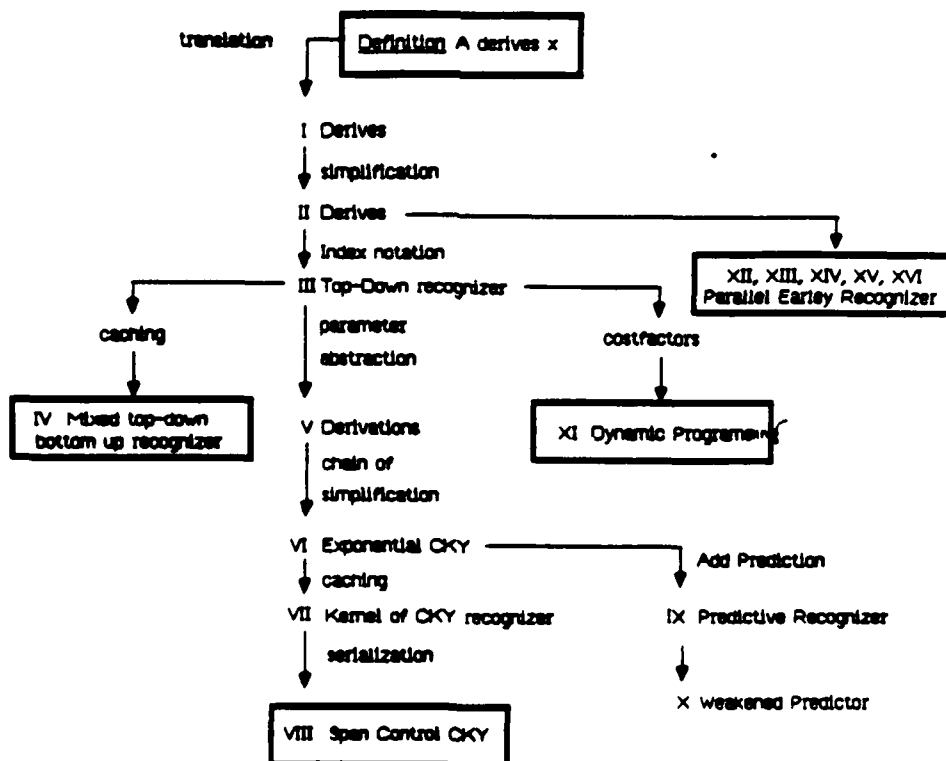 translation
Definition A derives x
I Derives
simplification
II Derives
Index notation
XII, XIII, XIV, XV, XVI
Parallel Earley Recognizer
III Top-Down recognizer
caching
parameter
abstraction
costfactors
IV Mixed top-down
bottom up recognizer
V Derivations
XI Dynamic Programming
chain of
simplification
VI Exponential CKY
Add Prediction
caching
VII Kernel of CKY recognizer
IX Predictive Recognizer
serialization
X weakened Predictor
VIII Span Control CKY